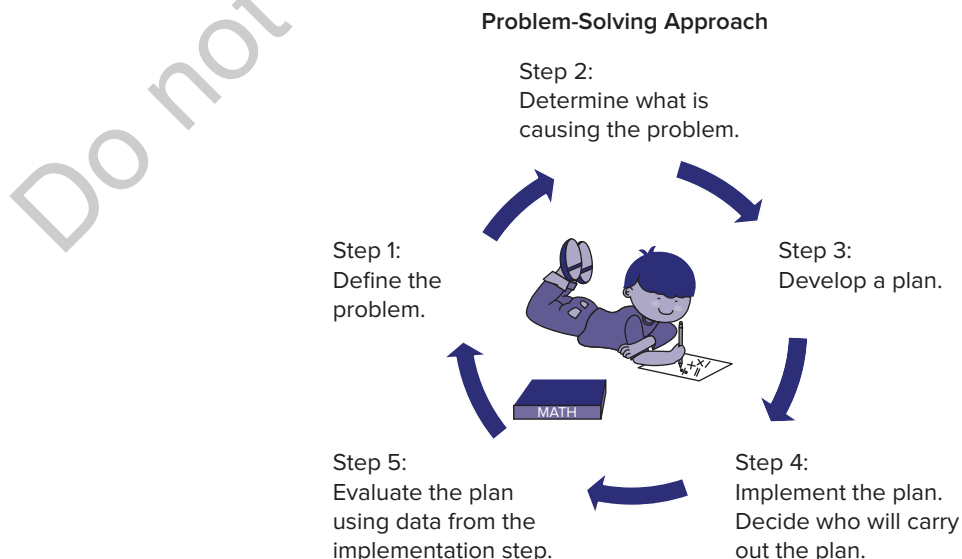 Do not
Problem-Solving Approach
Step 2:
Determine what is
causing the problem.
Step 1:
Define the
problem.
Step 3:
Develop a plan.
MATH
Step 5:
Evaluate the plan
using data from the
implementation step.
Step 4:
Implement the plan.
Decide who will carry
out the plan.